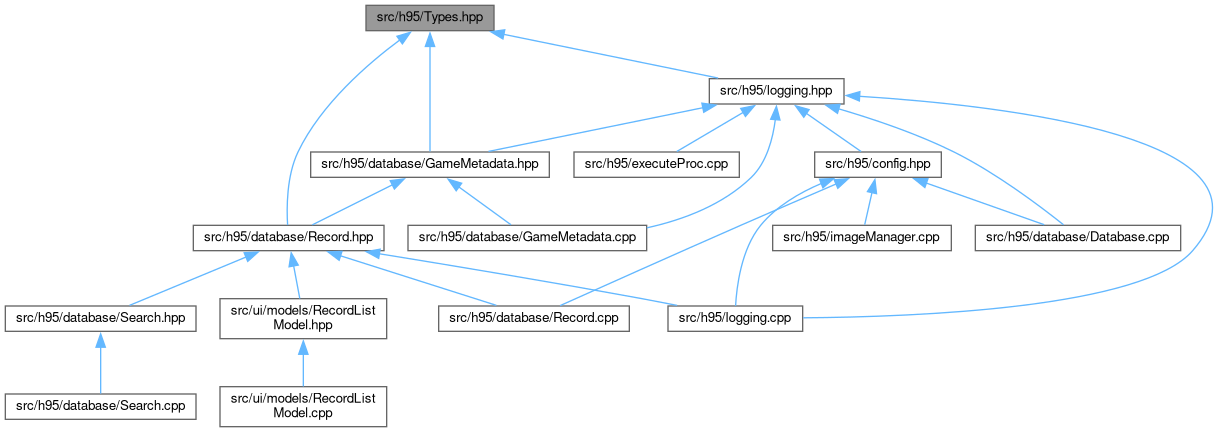 src/h95/Types.hpp
src/h95/logging.hpp
src/h95/database/GameMetadata.hpp
src/h95/executeProc.cpp
src/h95/config.hpp
src/h95/database/Record.hpp
src/h95/database/GameMetadata.cpp
src/h95/imageManager.cpp
src/h95/database/Database.cpp
src/h95/database/Search.hpp
src/ui/models/RecordList
Model.hpp
src/h95/database/Record.cpp
src/h95/logging.cpp
src/h95/database/Search.cpp
src/ui/models/RecordList
Model.cpp